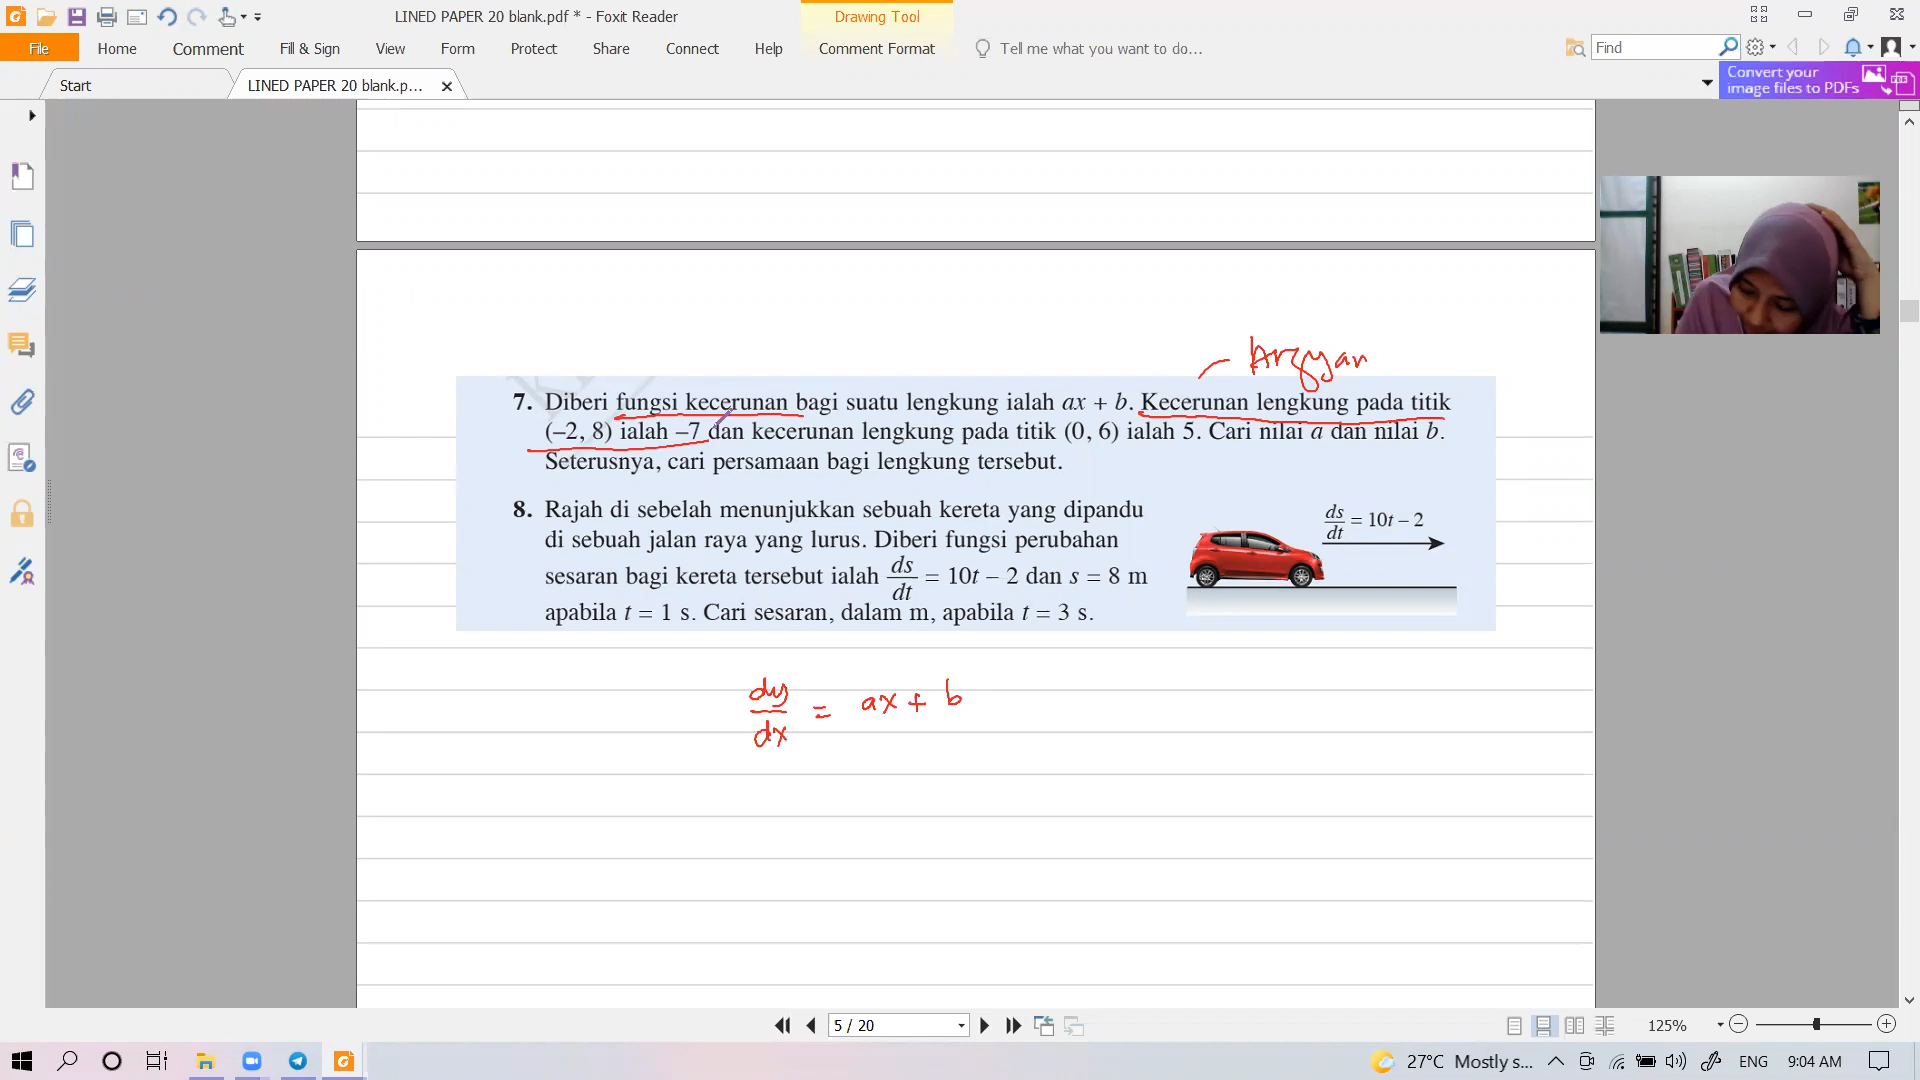 LINED PAPER 20 blank.pdf * - Foxit Reader
Drawing Tool
File Home Comment Fill & Sign View Form Protect Share Connect Help Comment Format Tell me what you want to do... Find
Start LINED PAPER 20 blank.p...
Convert your
image files to PDFs
7. Diberi fungsi kecerunan bagi suatu lengkung ialah ax + b. Kecerunan lengkung pada titik
(–2, 8) ialah –7 dan kecerunan lengkung pada titik (0, 6) ialah 5. Cari nilai a dan nilai b.
Seterusnya, cari persamaan bagi lengkung tersebut.
8. Rajah di sebelah menunjukkan sebuah kereta yang dipandu
di sebuah jalan raya yang lurus. Diberi fungsi perubahan
sesaran bagi kereta tersebut ialah ds/dt = 10t – 2 dan s = 8 m
apabila t = 1 s. Cari sesaran, dalam m, apabila t = 3 s.
ds/dt = 10t – 2
dy/dx = ax + b
5 / 20
125%
27°C Mostly s... ENG 9:04 AM